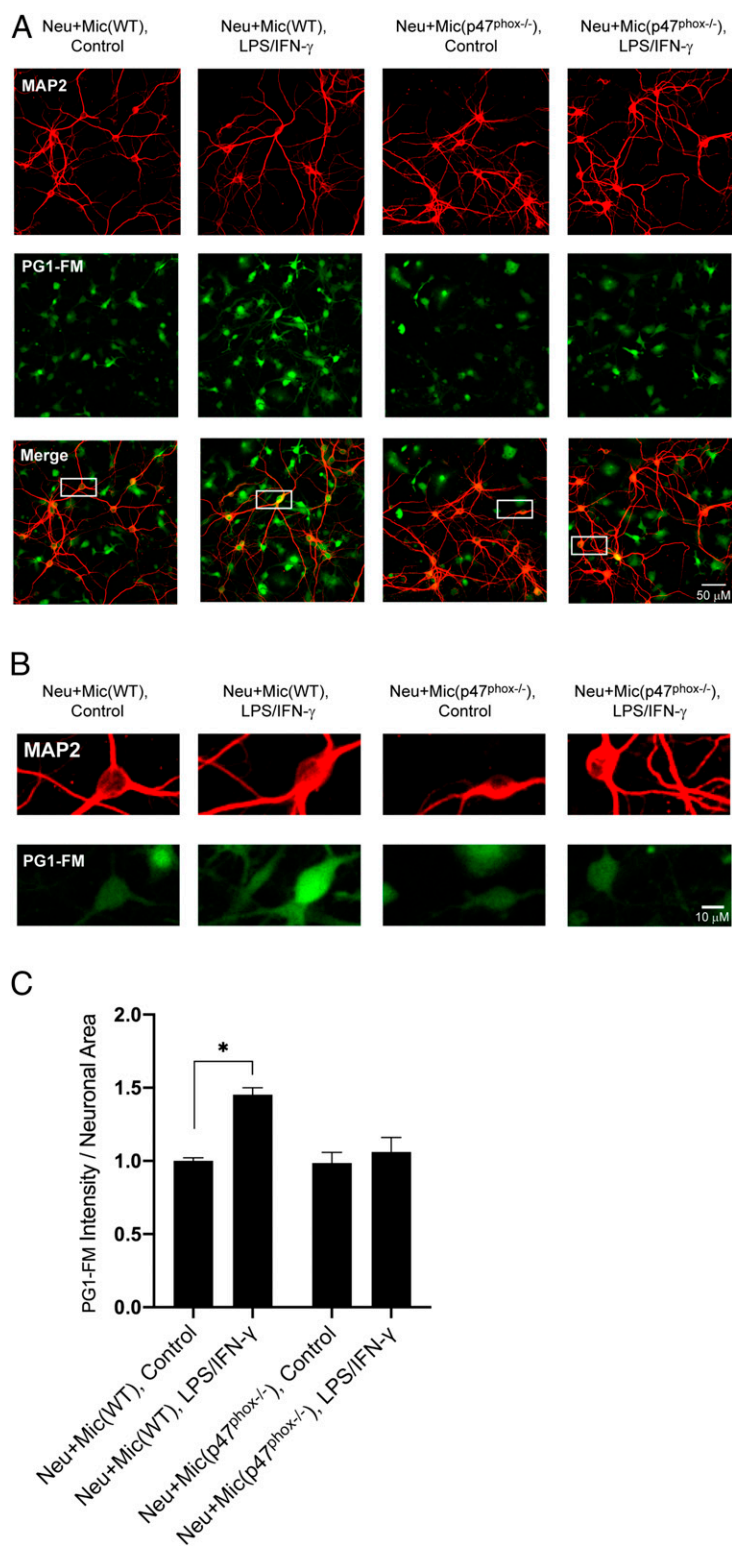 A
Neu+Mic(WT),
Control
Neu+Mic(WT),
LPS/IFN-γ
Neu+Mic(p47phox-/-),
Control
Neu+Mic(p47phox-/-),
LPS/IFN-γ
MAP2
PG1-FM
Merge
50 μM
B
Neu+Mic(WT),
Control
Neu+Mic(WT),
LPS/IFN-γ
Neu+Mic(p47phox-/-),
Control
Neu+Mic(p47phox-/-),
LPS/IFN-γ
MAP2
PG1-FM
10 μM
C
PG1-FM Intensity / Neuronal Area
2.0
1.5
1.0
0.5
0.0
*
Neu+Mic(WT), Control
Neu+Mic(WT), LPS/IFN-γ
Neu+Mic(p47phox-/-), Control
Neu+Mic(p47phox-/-), LPS/IFN-γ